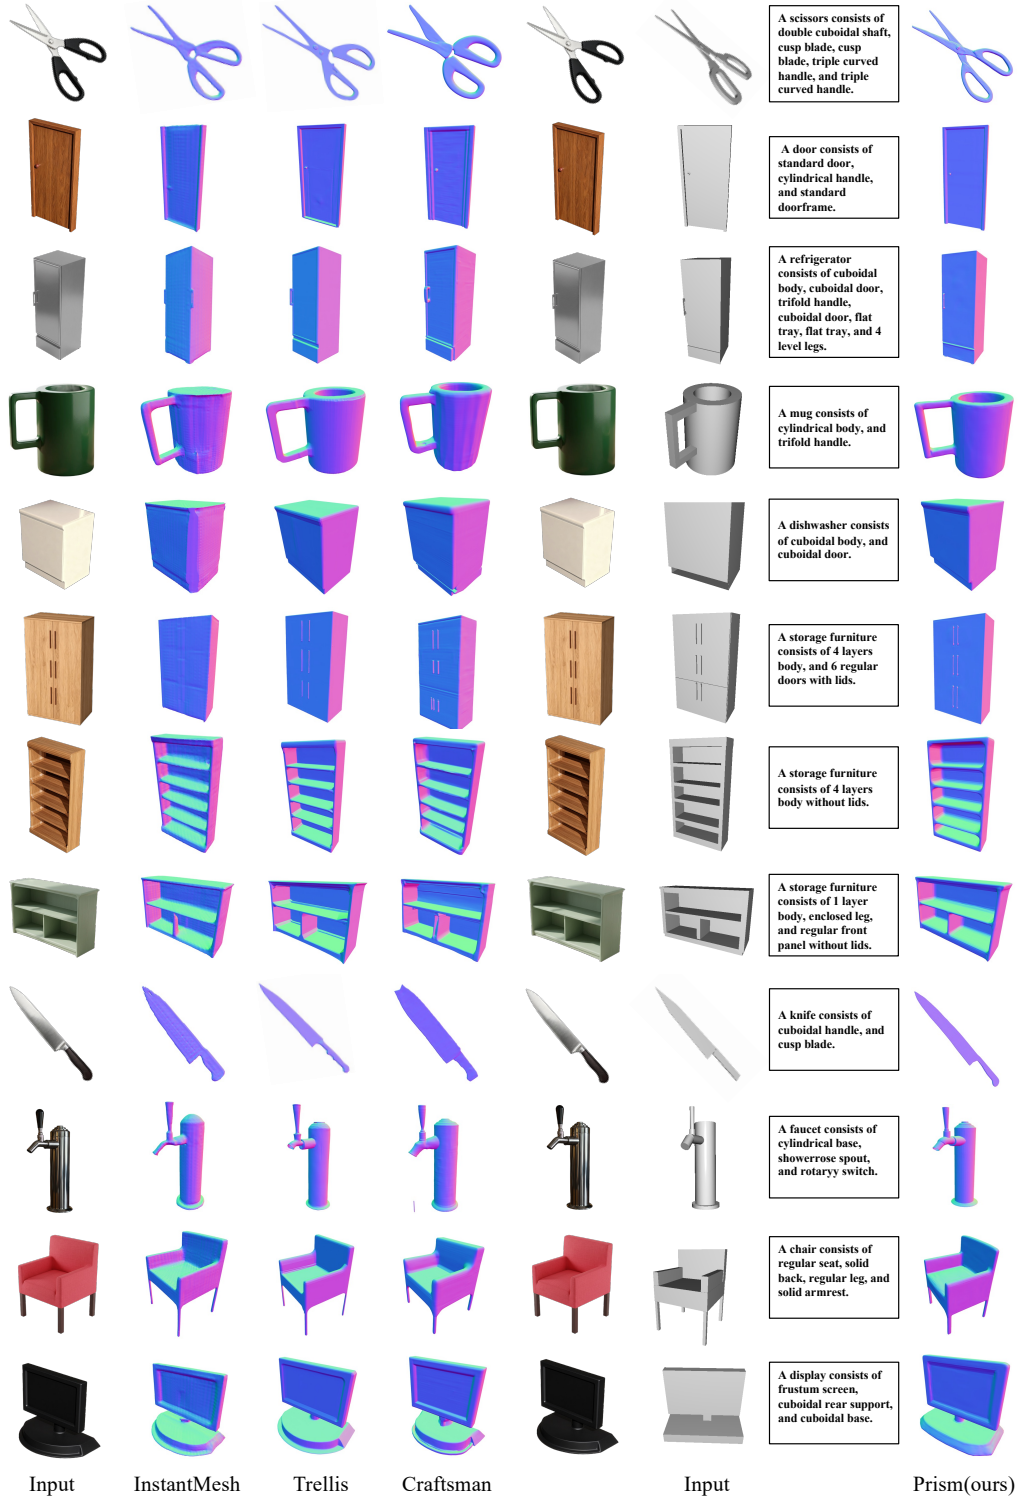 A scissors consists of
double cuboidal shaft,
cusp blade, cusp
blade, triple curved
handle, and triple
curved handle.
A door consists of
standard door,
cylindrical handle,
and standard
doorframe.
A refrigerator
consists of cuboidal
body, cuboidal door,
trifold handle,
cuboidal door, flat
tray, flat tray, and 4
level legs.
A mug consists of
cylindrical body, and
trifold handle.
A dishwasher consists
of cuboidal body, and
cuboidal door.
A storage furniture
consists of 4 layers
body, and 6 regular
doors with lids.
A storage furniture
consists of 4 layers
body without lids.
A storage furniture
consists of 1 layer
body, enclosed leg,
and regular front
panel without lids.
A knife consists of
cuboidal handle, and
cusp blade.
A faucet consists of
cylindrical base,
showerrose spout,
and rotaryy switch.
A chair consists of
regular seat, solid
back, regular leg, and
solid armrest.
A display consists of
frustum screen,
cuboidal rear support,
and cuboidal base.
Input InstantMesh Trellis Craftsman Input Prism(ours)